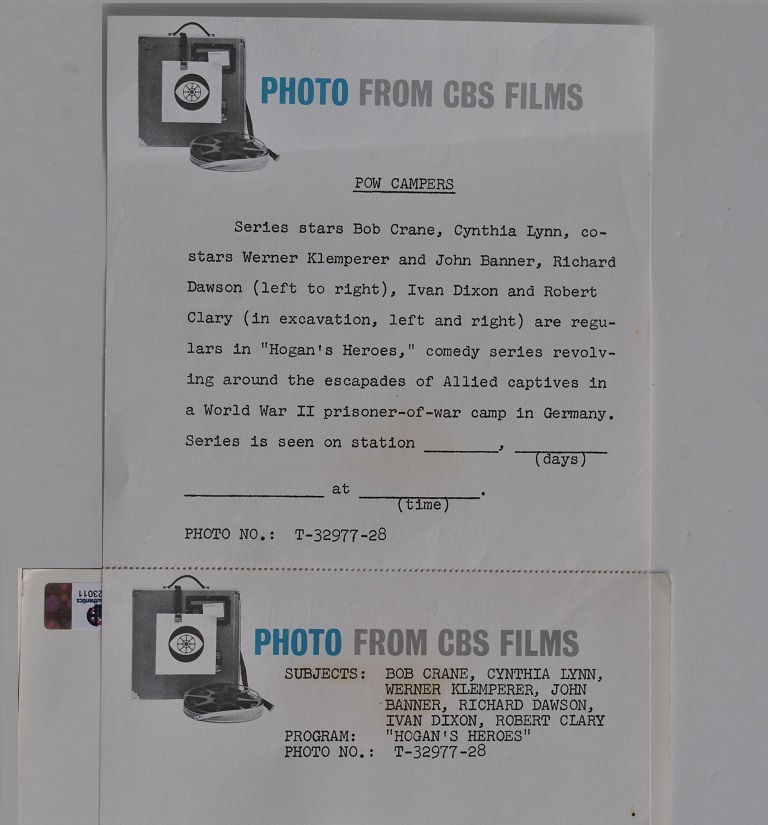 PHOTO FROM CBS FILMS
POW CAMPERS
Series stars Bob Crane, Cynthia Lynn, co-
stars Werner Klemperer and John Banner, Richard
Dawson (left to right), Ivan Dixon and Robert
Clary (in excavation, left and right) are regu-
lars in "Hogan's Heroes," comedy series revolv-
ing around the escapades of Allied captives in
a World War II prisoner-of-war camp in Germany.
Series is seen on station ________, __________
(days)
_______________ at _____________.
(time)
PHOTO NO.: T-32977-28
23011
PHOTO FROM CBS FILMS
SUBJECTS: BOB CRANE, CYNTHIA LYNN,
WERNER KLEMPERER, JOHN
BANNER, RICHARD DAWSON,
IVAN DIXON, ROBERT CLARY
PROGRAM: "HOGAN'S HEROES"
PHOTO NO.: T-32977-28